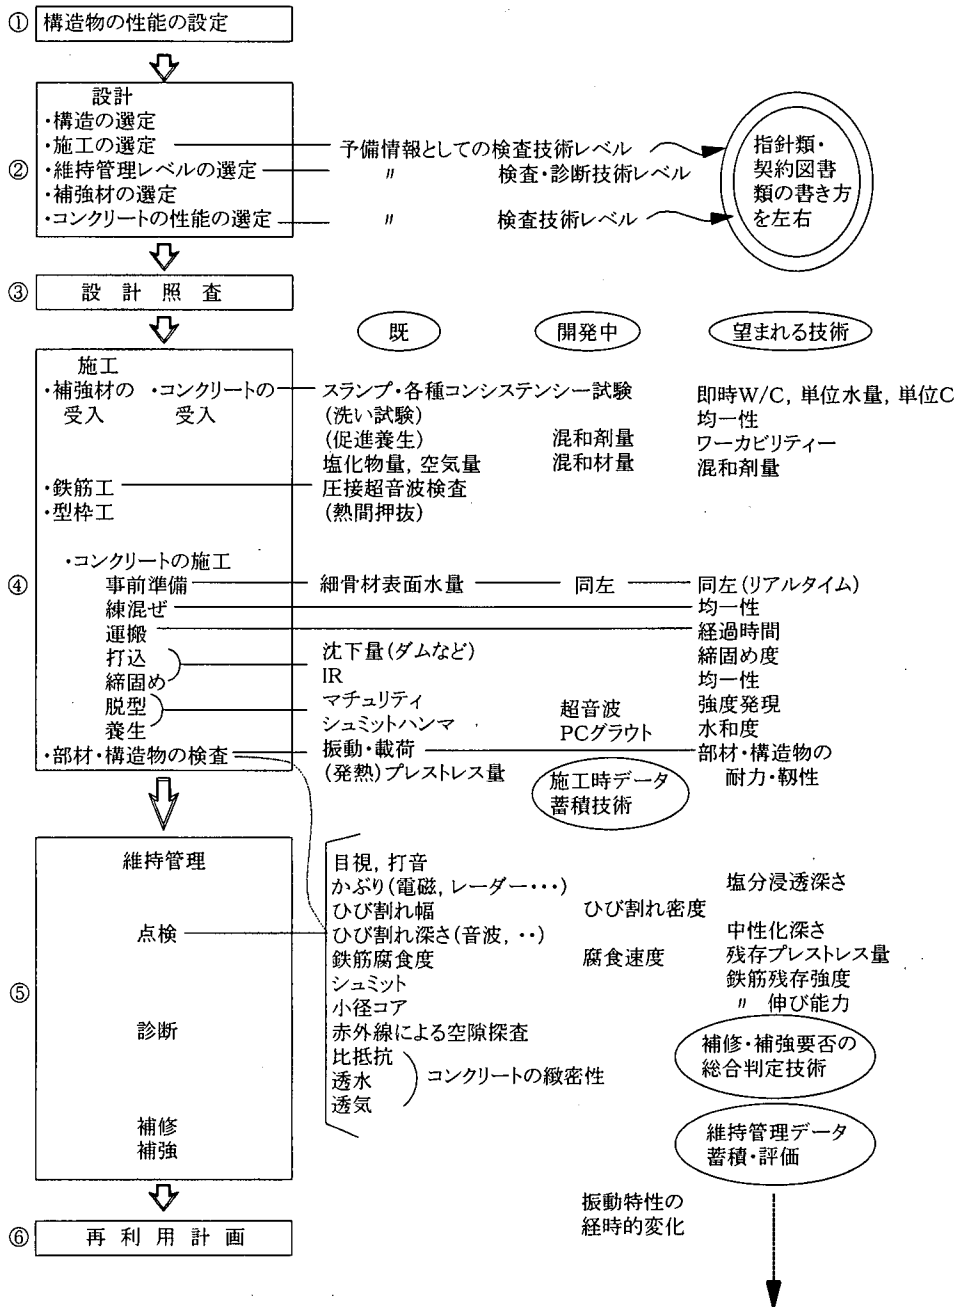 ① 構造物の性能の設定
設計
・構造の選定
・施工の選定 予備情報としての検査技術レベル
② ・維持管理レベルの選定 〃 検査・診断技術レベル
・補強材の選定
・コンクリートの性能の選定 〃 検査技術レベル
指針類・
契約図書
類の書き方
を左右
③ 設計照査
既 開発中 望まれる技術
④
施工
・補強材の ・コンクリートの スランプ・各種コンシステンシー試験 即時W/C, 単位水量, 単位C
受入 受入 (洗い試験) 均一性
(促進養生) 混和剤量 ワーカビリティー
塩化物量, 空気量 混和材量 混和剤量
・鉄筋工 圧接超音波検査
・型枠工 (熱間押抜)
・コンクリートの施工
事前準備 細骨材表面水量 同左 同左(リアルタイム)
練混ぜ 均一性
運搬 経過時間
打込 沈下量(ダムなど) 締固め度
締固め IR 均一性
脱型 マチュリティ 超音波 強度発現
養生 シュミットハンマ PCグラウト 水和度
・部材・構造物の検査 振動・載荷 部材・構造物の
(発熱)プレストレス量 耐力・靱性
施工時データ
蓄積技術
⑤
維持管理
目視, 打音
かぶり(電磁, レーダー・・・) 塩分浸透深さ
ひび割れ幅 ひび割れ密度
点検 ひび割れ深さ(音波, ・・) 中性化深さ
鉄筋腐食度 腐食速度 残存プレストレス量
シュミット 鉄筋残存強度
小径コア 〃 伸び能力
診断 赤外線による空隙探査
比抵抗
透水 コンクリートの緻密性
透気
補修・補強要否の
総合判定技術
補修
補強
維持管理データ
蓄積・評価
振動特性の
経時的変化
⑥ 再利用計画